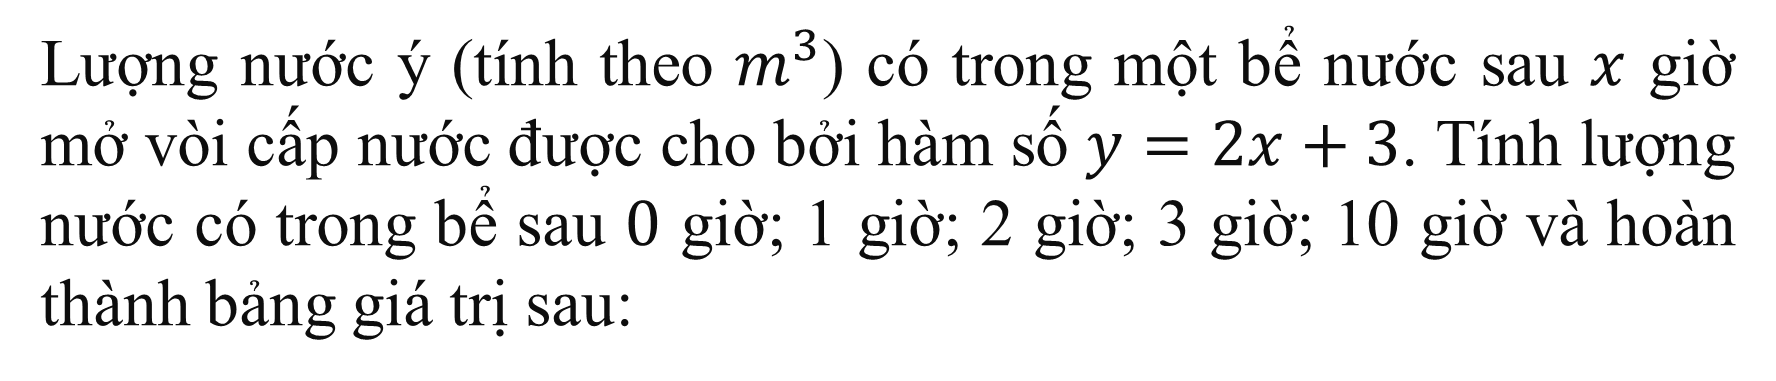 Lượng nước ý (tính theo m³) có trong một bể nước sau x giờ
mở vòi cấp nước được cho bởi hàm số y = 2x + 3. Tính lượng
nước có trong bể sau 0 giờ; 1 giờ; 2 giờ; 3 giờ; 10 giờ và hoàn
thành bảng giá trị sau: